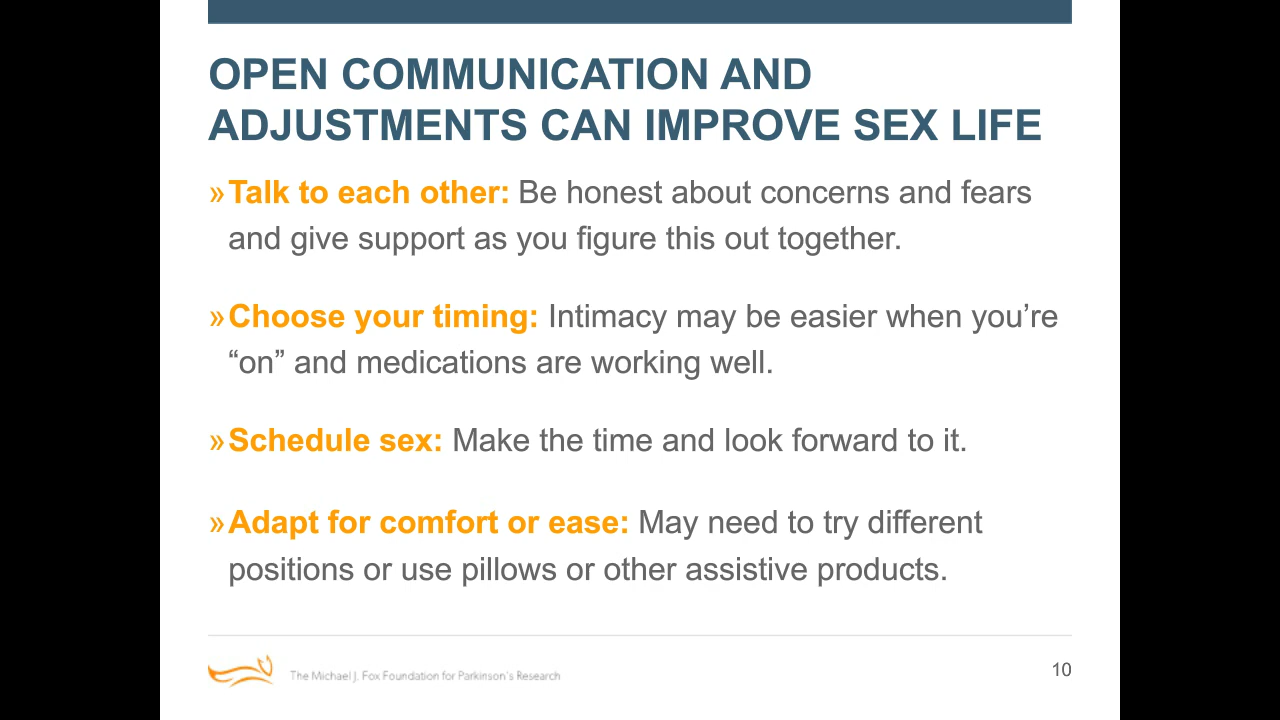 OPEN COMMUNICATION AND
ADJUSTMENTS CAN IMPROVE SEX LIFE
»Talk to each other: Be honest about concerns and fears
and give support as you figure this out together.
»Choose your timing: Intimacy may be easier when you’re
“on” and medications are working well.
»Schedule sex: Make the time and look forward to it.
»Adapt for comfort or ease: May need to try different
positions or use pillows or other assistive products.
The Michael J. Fox Foundation for Parkinson's Research
10